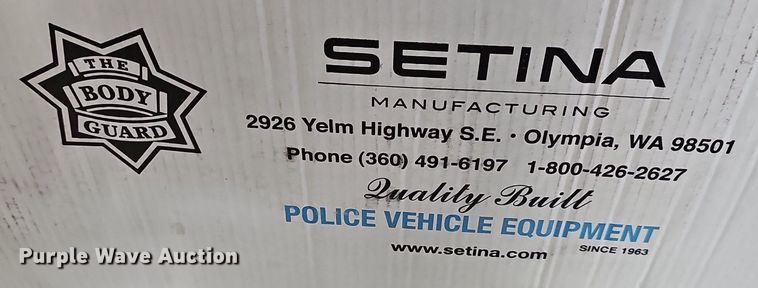 THE
BODY
GUARD
SETINA
MANUFACTURING
2926 Yelm Highway S.E. · Olympia, WA 98501
Phone (360) 491-6197 1-800-426-2627
Quality Built
POLICE VEHICLE EQUIPMENT
www.setina.com SINCE 1963
Purple Wave Auction